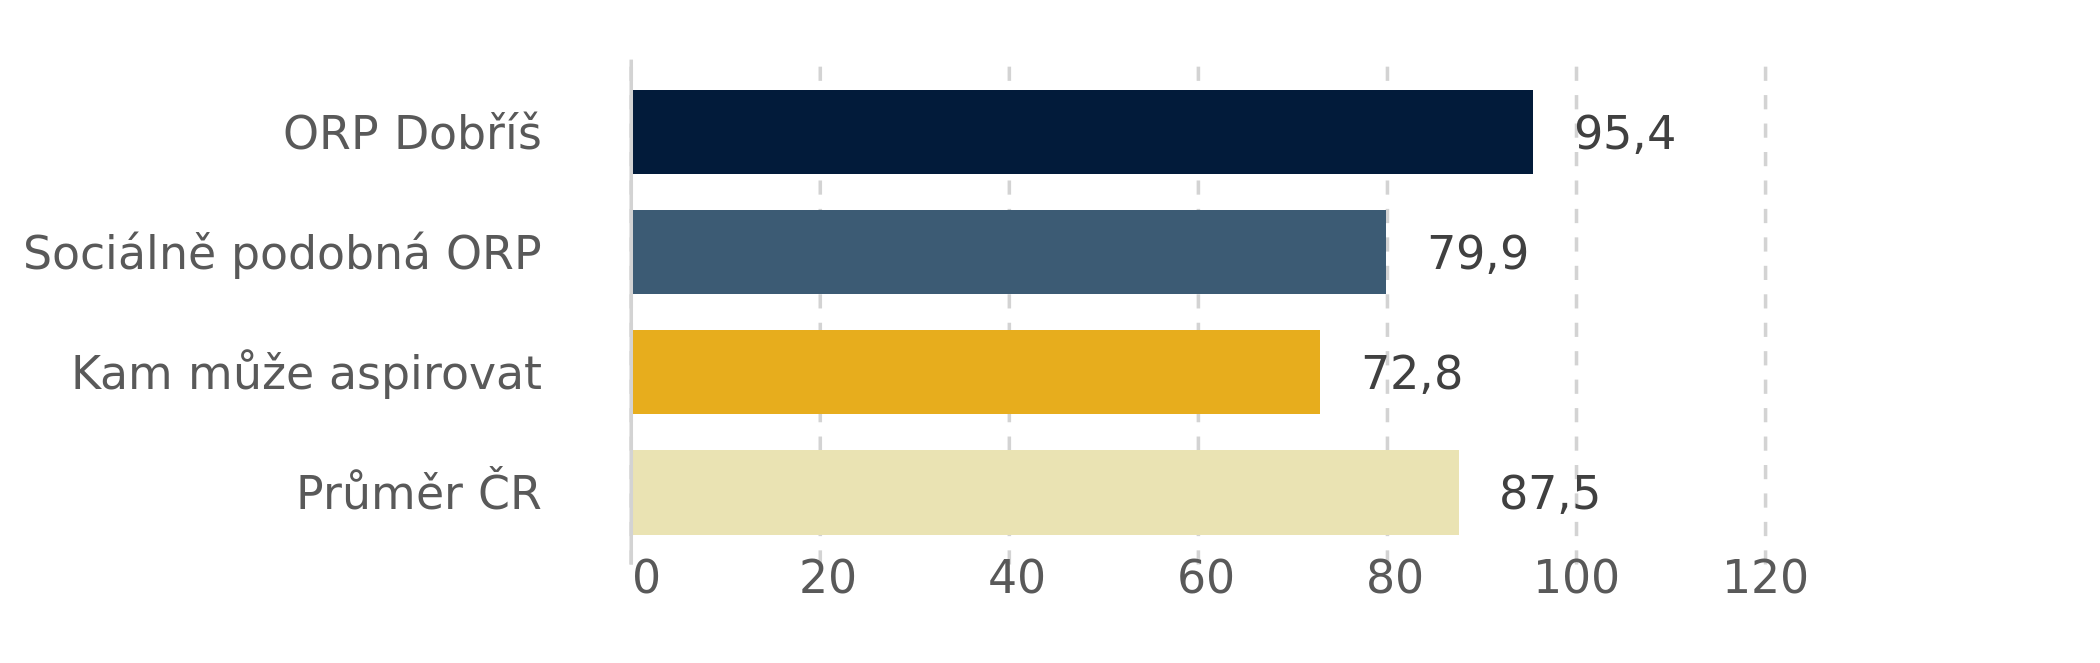 ORP Dobříš 95,4
Sociálně podobná ORP 79,9
Kam může aspirovat 72,8
Průměr ČR 87,5
0 20 40 60 80 100 120